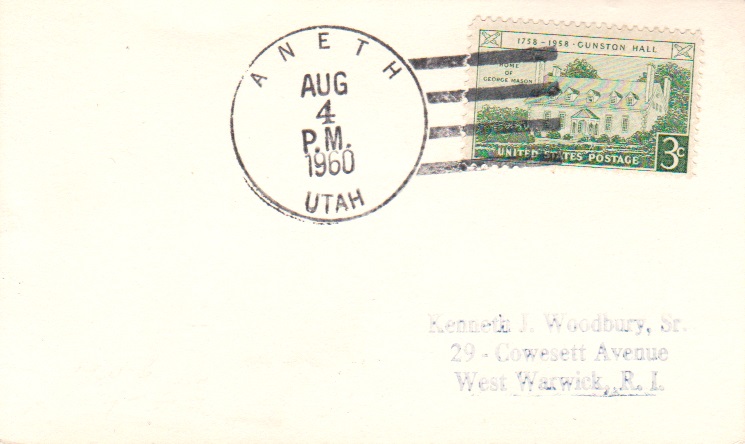 ANETH
AUG
4
P.M.
1960
UTAH
1758-1958 · GUNSTON HALL
HOME
OF
GEORGE MASON
UNITED STATES POSTAGE 3c
Kenneth J. Woodbury, Sr.
29 - Cowesett Avenue
West Warwick, R. I.